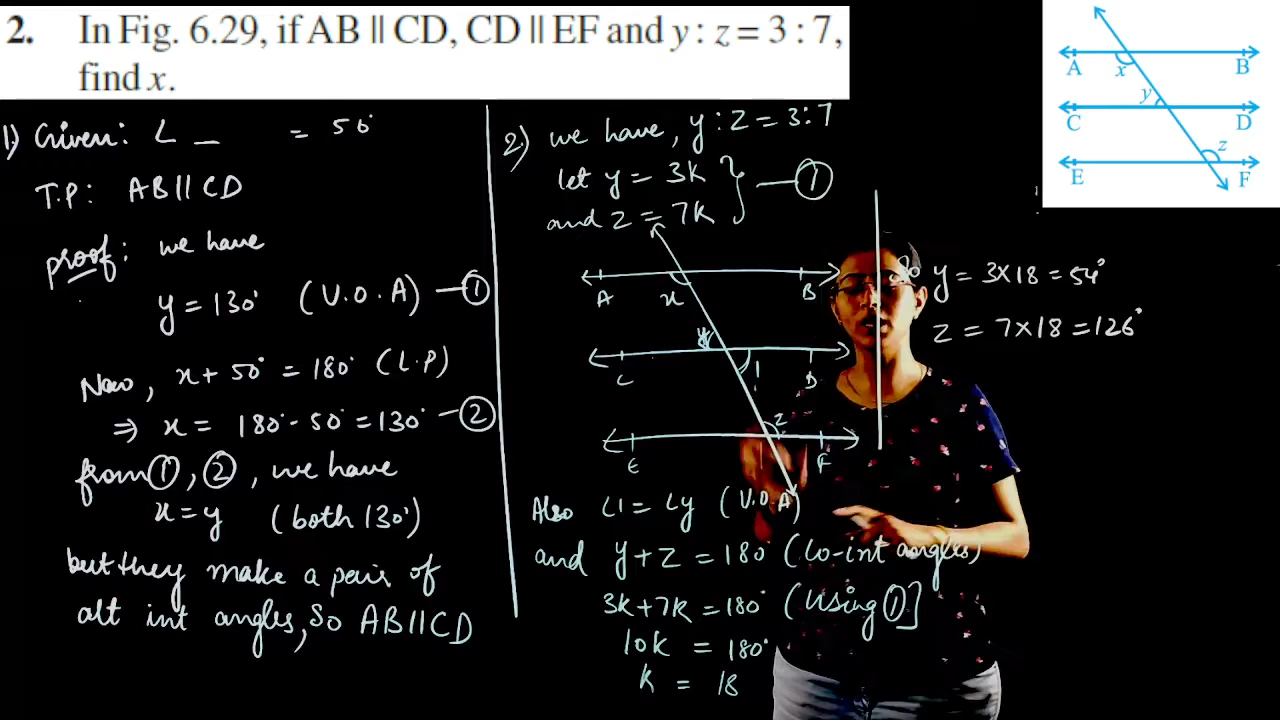 2. In Fig. 6.29, if AB || CD, CD || EF and y : z = 3 : 7,
find x.
A
x
B
y
C
D
z
E
F
1) Given: ∠ _ = 50°
T.P: AB || CD
proof: we have
y = 130° (V.O.A) — ①
Now, x + 50° = 180° (L.P)
⇒ x = 180° - 50° = 130° — ②
from ①, ②, we have
x = y (both 130°)
but they make a pair of
alt int angles, So AB || CD
2) we have, y : z = 3 : 7
let y = 3k
and z = 7k } — ①
A
x
B
y
C
1
D
z
E
F
Also ∠1 = ∠y (V.O.A)
and y + z = 180° (Co-int angles)
3k + 7k = 180° (Using ①]
10k = 180°
k = 18
So y = 3×18 = 54°
z = 7×18 = 126°